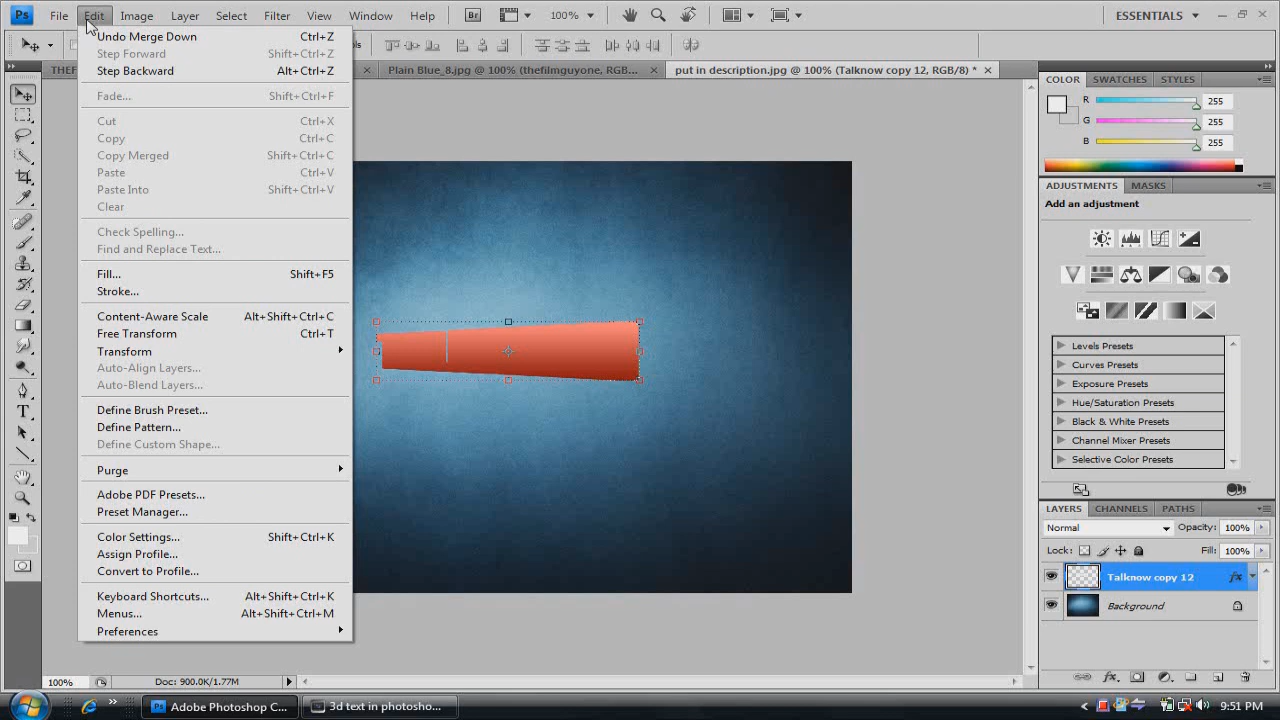 Ps File Edit Image Layer Select Filter View Window Help Br 100% ESSENTIALS
THEF Plain Blue_8.jpg @ 100% (thefilmguyone, RGB... put in description.jpg @ 100% (Talknow copy 12, RGB/8) *
Undo Merge Down Ctrl+Z
Step Forward Shift+Ctrl+Z
Step Backward Alt+Ctrl+Z
Fade... Shift+Ctrl+F
Cut Ctrl+X
Copy Ctrl+C
Copy Merged Shift+Ctrl+C
Paste Ctrl+V
Paste Into Shift+Ctrl+V
Clear
Check Spelling...
Find and Replace Text...
Fill... Shift+F5
Stroke...
Content-Aware Scale Alt+Shift+Ctrl+C
Free Transform Ctrl+T
Transform
Auto-Align Layers...
Auto-Blend Layers...
Define Brush Preset...
Define Pattern...
Define Custom Shape...
Purge
Adobe PDF Presets...
Preset Manager...
Color Settings... Shift+Ctrl+K
Assign Profile...
Convert to Profile...
Keyboard Shortcuts... Alt+Shift+Ctrl+K
Menus... Alt+Shift+Ctrl+M
Preferences
COLOR SWATCHES STYLES
R 255
G 255
B 255
ADJUSTMENTS MASKS
Add an adjustment
Levels Presets
Curves Presets
Exposure Presets
Hue/Saturation Presets
Black & White Presets
Channel Mixer Presets
Selective Color Presets
LAYERS CHANNELS PATHS
Normal Opacity: 100%
Lock: Fill: 100%
Talknow copy 12 fx
Background
100% Doc: 900.0K/1.77M
Adobe Photoshop C... 3d text in photosho... 9:51 PM